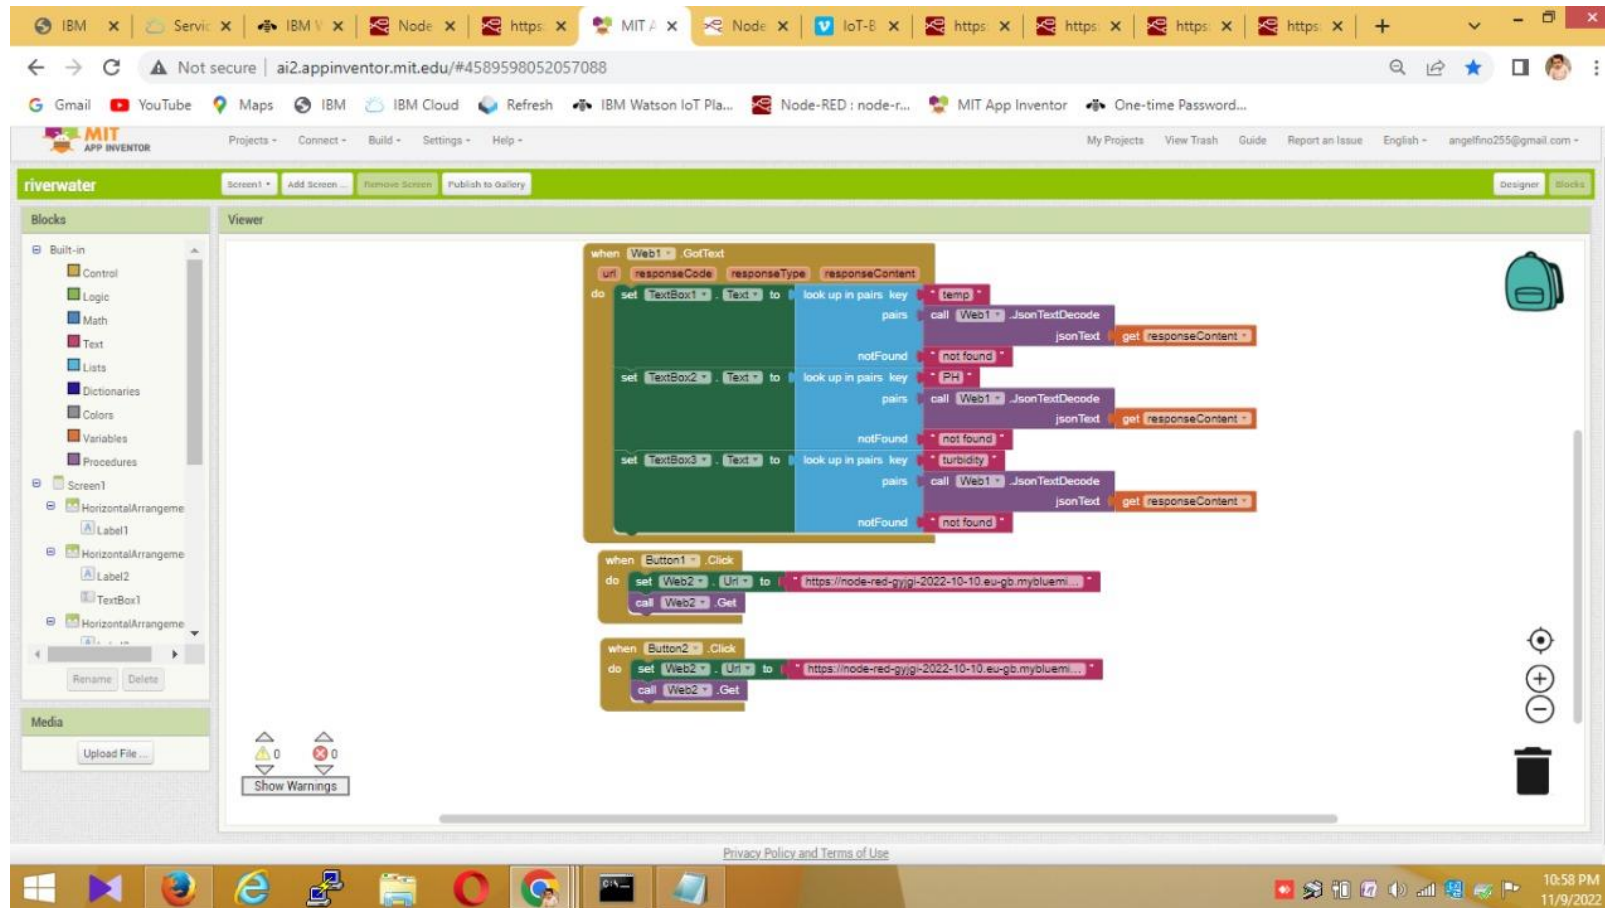 IBM Servic IBM W Node https: MIT A Node IoT-B https: https: https: https:
Not secure | ai2.appinventor.mit.edu/#4589598052057088
Gmail YouTube Maps IBM IBM Cloud Refresh IBM Watson IoT Pla... Node-RED : node-r... MIT App Inventor One-time Password...
MIT
APP INVENTOR
Projects Connect Build Settings Help My Projects View Trash Guide Report an Issue English angelfino255@gmail.com
riverwater Screen1 Add Screen ... Remove Screen Publish to Gallery Designer Blocks
Blocks
Viewer
Built-in
Control
Logic
Math
Text
Lists
Dictionaries
Colors
Variables
Procedures
Screen1
HorizontalArrangeme
Label1
HorizontalArrangeme
Label2
TextBox1
HorizontalArrangeme
Rename Delete
Media
Upload File ...
when Web1 .GotText
url responseCode responseType responseContent
do set TextBox1 . Text to look up in pairs key " temp "
pairs call Web1 .JsonTextDecode
jsonText get responseContent
notFound " not found "
set TextBox2 . Text to look up in pairs key " PH "
pairs call Web1 .JsonTextDecode
jsonText get responseContent
notFound " not found "
set TextBox3 . Text to look up in pairs key " turbidity "
pairs call Web1 .JsonTextDecode
jsonText get responseContent
notFound " not found "
when Button1 .Click
do set Web2 . Url to " https://node-red-gyjgi-2022-10-10.eu-gb.mybluemi... "
call Web2 .Get
when Button2 .Click
do set Web2 . Url to " https://node-red-gyjgi-2022-10-10.eu-gb.mybluemi... "
call Web2 .Get
0 0
Show Warnings
Privacy Policy and Terms of Use
10:58 PM
11/9/2022